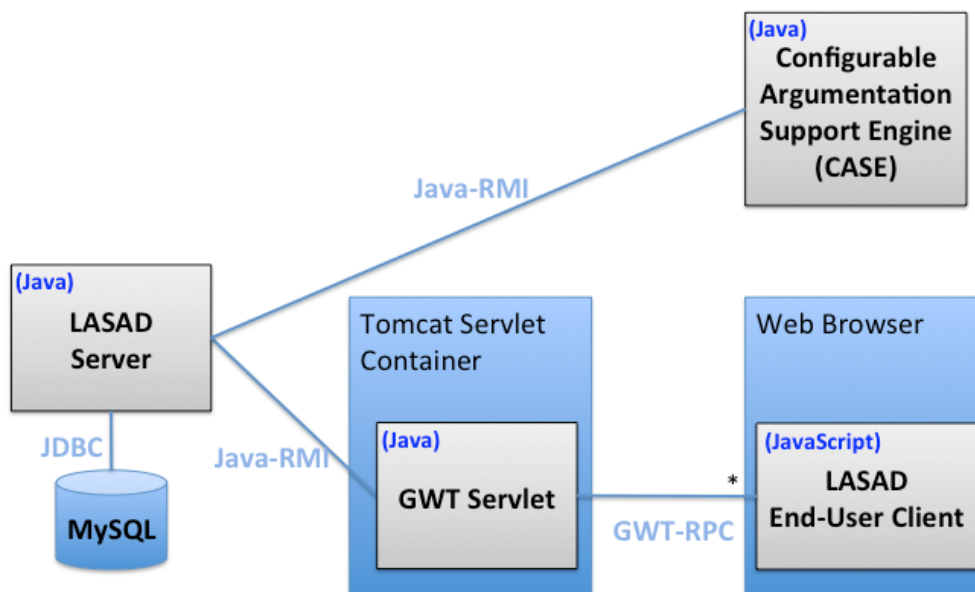 (Java)
Configurable
Argumentation
Support Engine
(CASE)
Java-RMI
(Java)
LASAD
Server
JDBC
MySQL
Java-RMI
Tomcat Servlet
Container
(Java)
GWT Servlet
*
GWT-RPC
Web Browser
(JavaScript)
LASAD
End-User Client